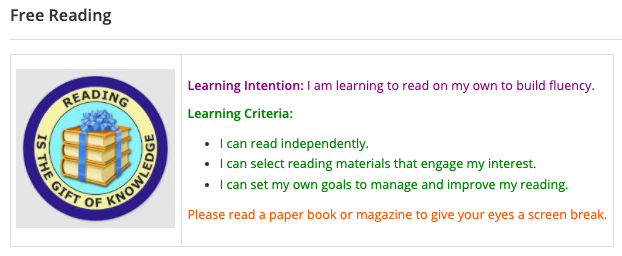 Free Reading
READING
IS THE GIFT OF KNOWLEDGE
Learning Intention: I am learning to read on my own to build fluency.
Learning Criteria:
I can read independently.
I can select reading materials that engage my interest.
I can set my own goals to manage and improve my reading.
Please read a paper book or magazine to give your eyes a screen break.